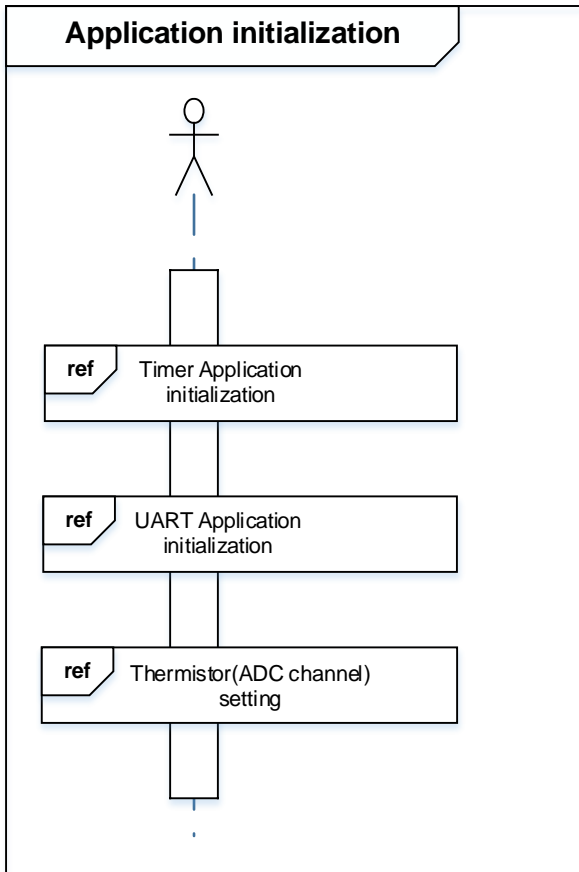 Application initialization
ref
Timer Application
initialization
ref
UART Application
initialization
ref
Thermistor(ADC channel)
setting